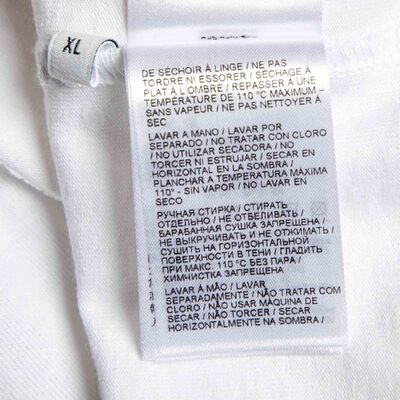 XL
DE SÉCHOIR À LINGE / NE PAS
TORDRE NI ESSORER / SÉCHAGE À
PLAT À L'OMBRE / REPASSER À UNE
TEMPÉRATURE DE 110 °C MAXIMUM –
SANS VAPEUR / NE PAS NETTOYER À
SEC
LAVAR A MANO / LAVAR POR
SEPARADO / NO TRATAR CON CLORO
/ NO UTILIZAR SECADORA / NO
TORCER NI ESTRUJAR / SECAR EN
HORIZONTAL EN LA SOMBRA /
PLANCHAR A TEMPERATURA MÁXIMA
110° - SIN VAPOR / NO LAVAR EN
SECO
РУЧНАЯ СТИРКА / СТИРАТЬ
ОТДЕЛЬНО / НЕ ОТБЕЛИВАТЬ /
БАРАБАННАЯ СУШКА ЗАПРЕЩЕНА /
НЕ ВЫКРУЧИВАТЬ И НЕ ОТЖИМАТЬ /
СУШИТЬ НА ГОРИЗОНТАЛЬНОЙ
ПОВЕРХНОСТИ В ТЕНИ / ГЛАДИТЬ
ПРИ МАКС. 110 °C БЕЗ ПАРА /
ХИМЧИСТКА ЗАПРЕЩЕНА
LAVAR À MÃO / LAVAR
SEPARADAMENTE / NÃO TRATAR COM
CLORO / NÃO USAR MÁQUINA DE
SECAR / NÃO TORCER / SECAR
HORIZONTALMENTE NA SOMBRA /